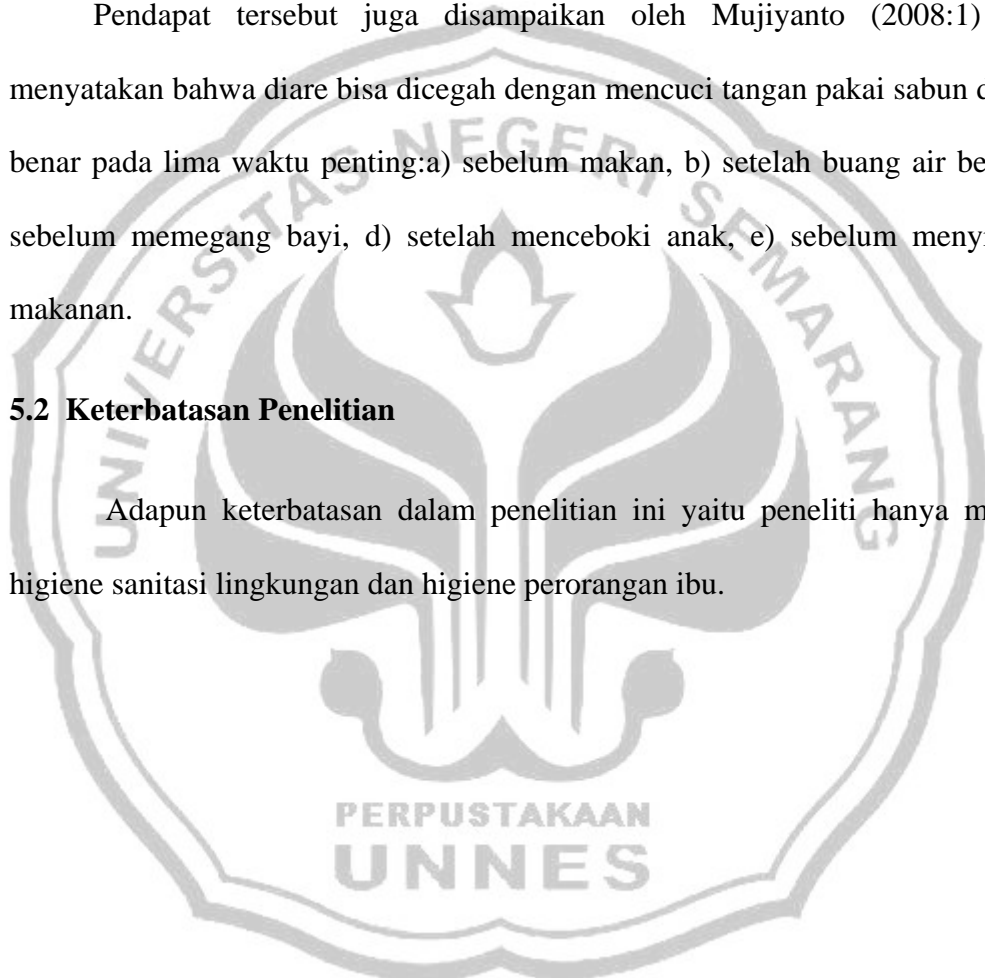 Pendapat tersebut juga disampaikan oleh Mujiyanto (2008:1)
menyatakan bahwa diare bisa dicegah dengan mencuci tangan pakai sabun
benar pada lima waktu penting:a) sebelum makan, b) setelah buang air
sebelum memegang bayi, d) setelah menceboki anak, e) sebelum
makanan.
5.2 Keterbatasan Penelitian
Adapun keterbatasan dalam penelitian ini yaitu peneliti hanya
higiene sanitasi lingkungan dan higiene perorangan ibu.
UNIVERSITAS NEGERI SEMARANG
PERPUSTAKAAN
UNNES